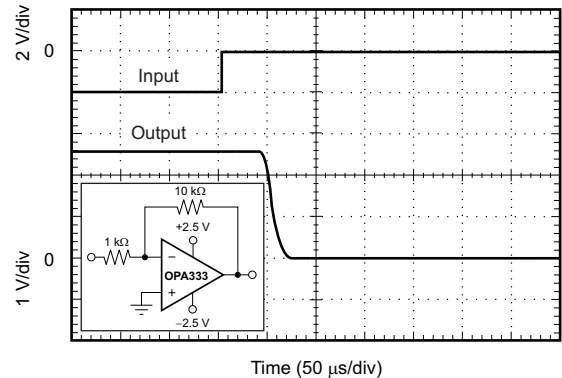 2 V/div
0
Input
Output
10 kΩ
+2.5 V
1 kΩ
−
OPA333
+
−2.5 V
0
1 V/div
Time (50 μs/div)